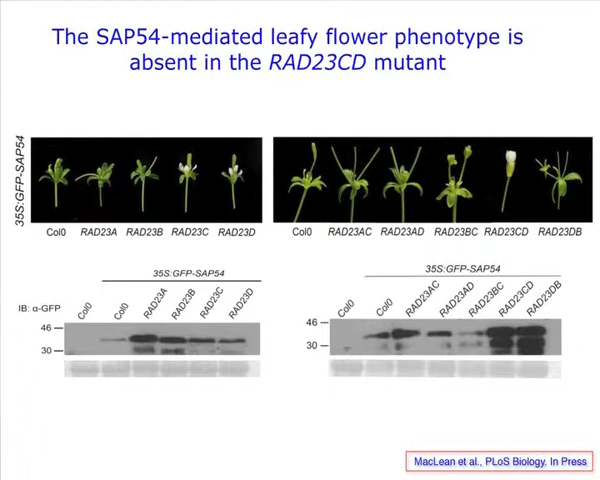 The SAP54-mediated leafy flower phenotype is
absent in the RAD23CD mutant
35S:GFP-SAP54
Col0 RAD23A RAD23B RAD23C RAD23D
Col0 RAD23AC RAD23AD RAD23BC RAD23CD RAD23DB
35S:GFP-SAP54
IB: α-GFP
Col0 Col0 RAD23A RAD23B RAD23C RAD23D
46
30
35S:GFP-SAP54
Col0 Col0 RAD23AC RAD23AD RAD23BC RAD23CD RAD23DB
46
30
MacLean et al., PLoS Biology. In Press